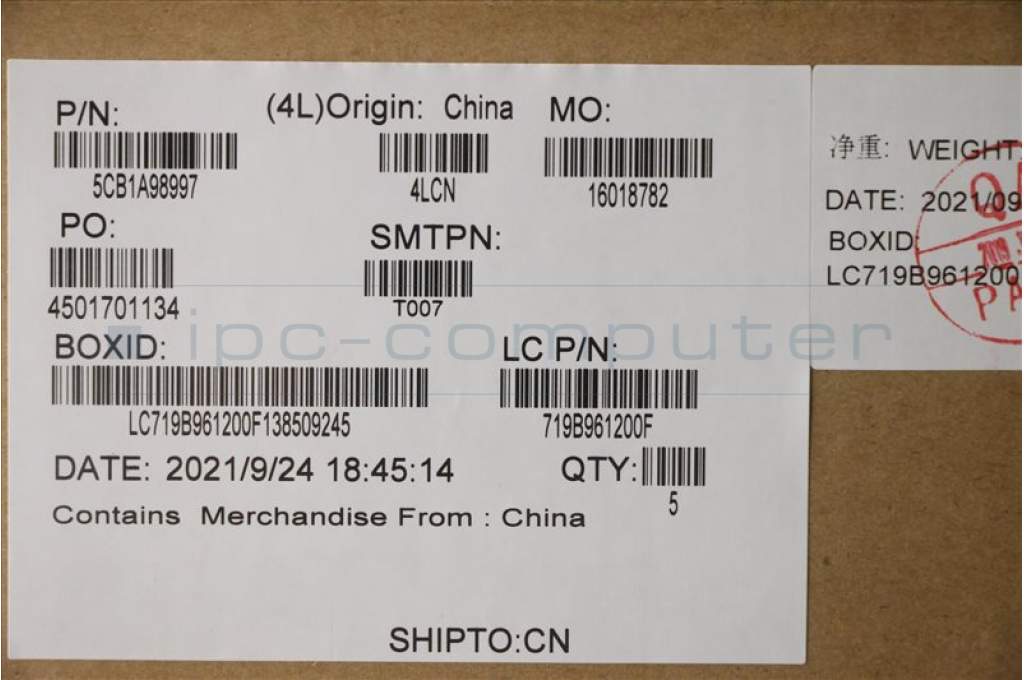 P/N:
(4L)Origin: China
MO:
5CB1A98997
4LCN
16018782
PO:
SMTPN:
4501701134
T007
BOXID:
LC P/N:
LC719B961200F138509245
719B961200F
DATE: 2021/9/24 18:45:14
QTY:
5
Contains Merchandise From : China
SHIPTO:CN
净重: WEIGHT:
DATE: 2021/09
BOXID:
LC719B961200
QA
PA
ipc-computer